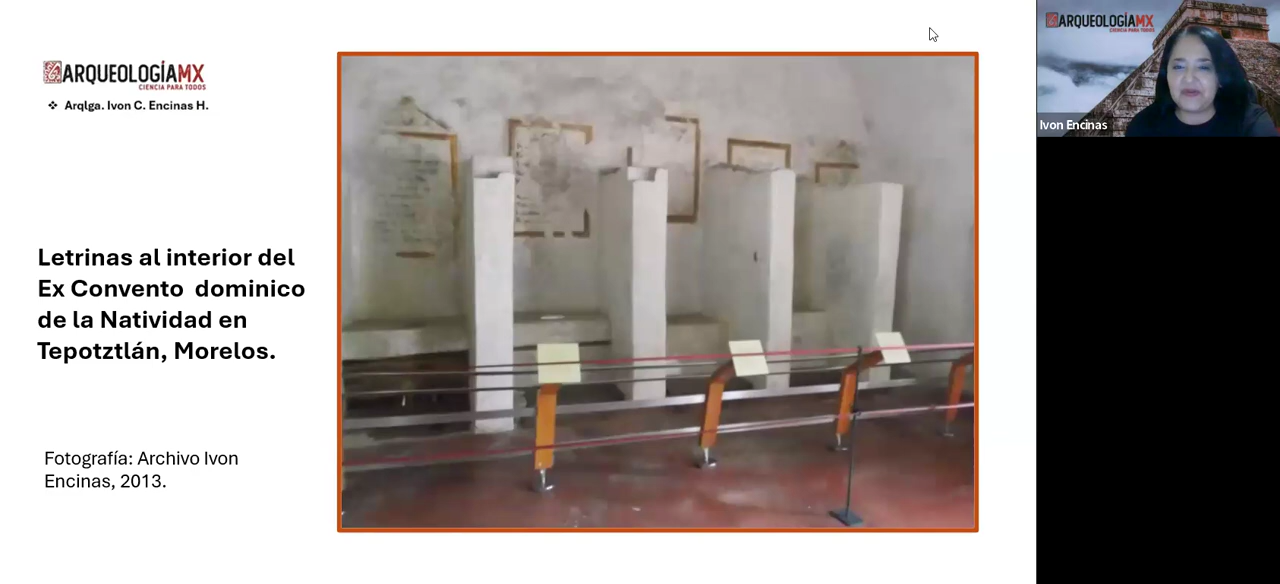 ARQUEOLOGÍAMX
CIENCIA PARA TODOS
❖ Arqlga. Ivon C. Encinas H.
Letrinas al interior del
Ex Convento dominico
de la Natividad en
Tepotztlán, Morelos.
Fotografía: Archivo Ivon
Encinas, 2013.
ARQUEOLOGÍAMX
CIENCIA PARA TODOS
Ivon Encinas